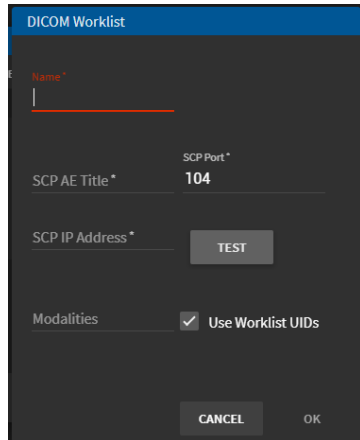 DICOM Worklist
Name*
SCP AE Title*
SCP Port*
104
SCP IP Address*
TEST
Modalities
Use Worklist UIDs
CANCEL
OK